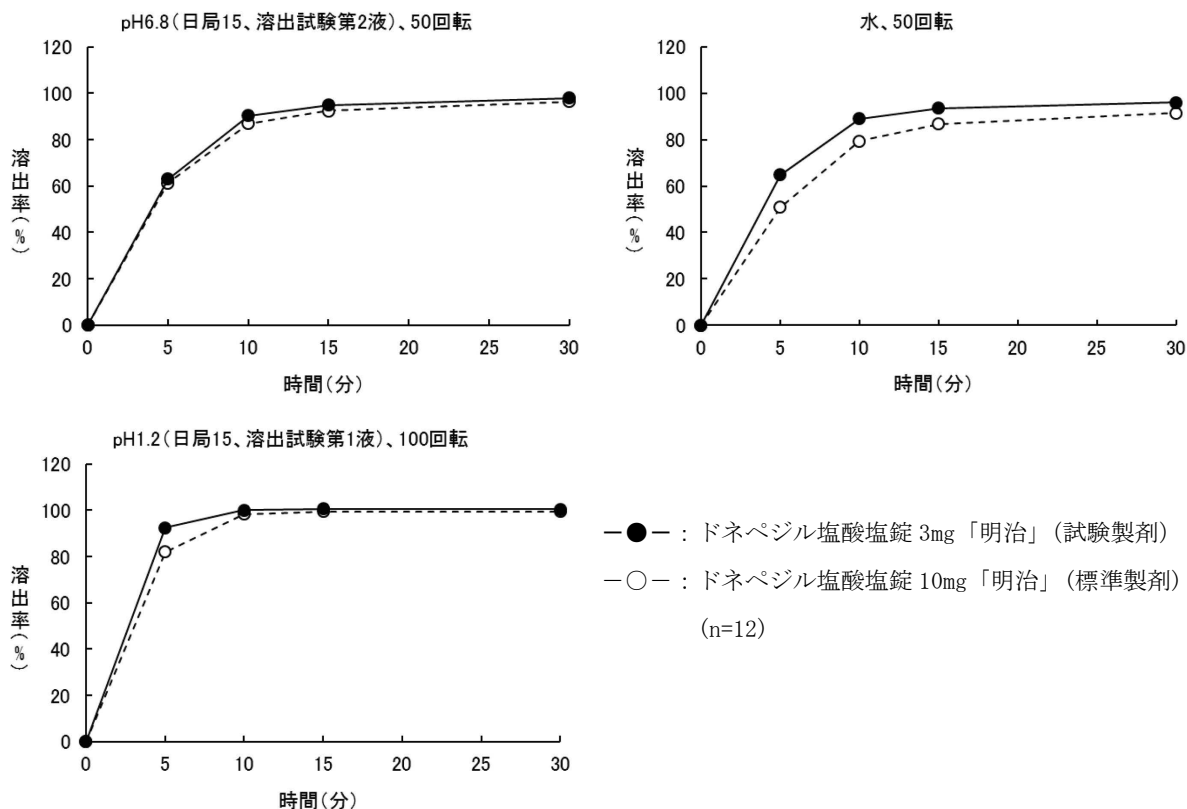 pH6.8(日局15、溶出試験第2液)、50回転
120
100
80
60
40
20
0
溶出率(%)
0 5 10 15 20 25 30
時間(分)
水、50回転
120
100
80
60
40
20
0
溶出率(%)
0 5 10 15 20 25 30
時間(分)
pH1.2(日局15、溶出試験第1液)、100回転
120
100
80
60
40
20
0
溶出率(%)
0 5 10 15 20 25 30
時間(分)
―●―：ドネペジル塩酸塩錠 3mg「明治」(試験製剤)
－○－：ドネペジル塩酸塩錠 10mg「明治」(標準製剤)
(n=12)